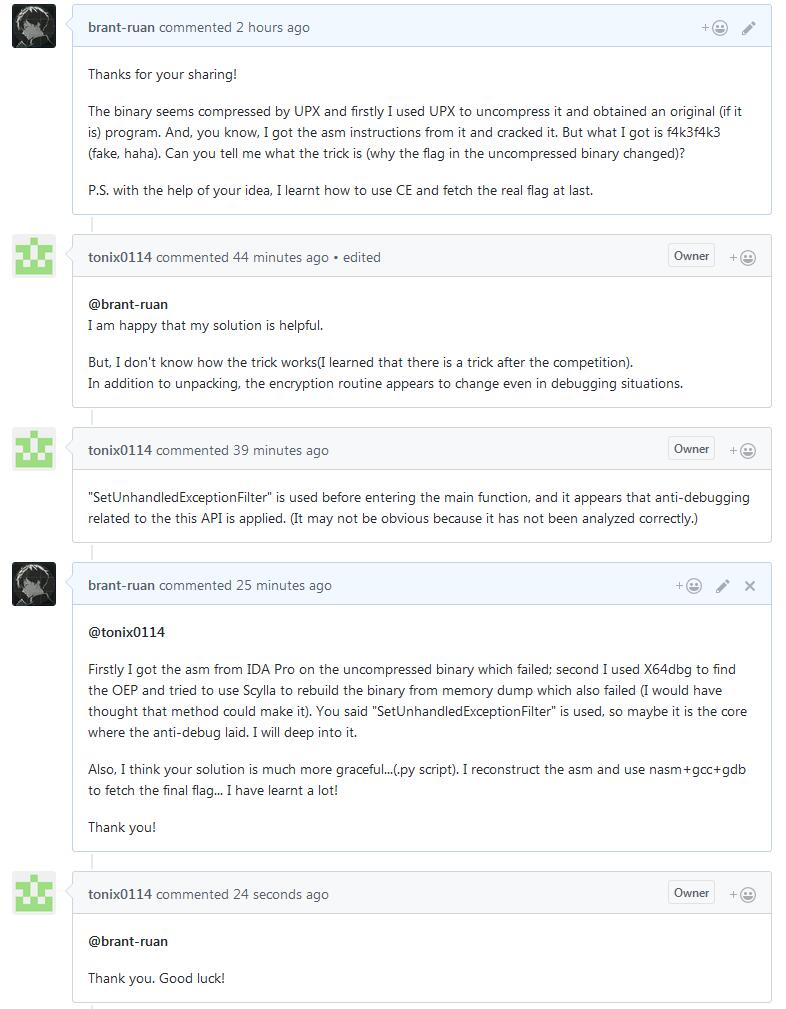 brant-ruan commented 2 hours ago
Thanks for your sharing!
The binary seems compressed by UPX and firstly I used UPX to uncompress it and obtained an original (if it
is) program. And, you know, I got the asm instructions from it and cracked it. But what I got is f4k3f4k3
(fake, haha). Can you tell me what the trick is (why the flag in the uncompressed binary changed)?
P.S. with the help of your idea, I learnt how to use CE and fetch the real flag at last.
tonix0114 commented 44 minutes ago • edited
Owner
@brant-ruan
I am happy that my solution is helpful.
But, I don't know how the trick works(I learned that there is a trick after the competition).
In addition to unpacking, the encryption routine appears to change even in debugging situations.
tonix0114 commented 39 minutes ago
Owner
"SetUnhandledExceptionFilter" is used before entering the main function, and it appears that anti-debugging
related to the this API is applied. (It may not be obvious because it has not been analyzed correctly.)
brant-ruan commented 25 minutes ago
@tonix0114
Firstly I got the asm from IDA Pro on the uncompressed binary which failed; second I used X64dbg to find
the OEP and tried to use Scylla to rebuild the binary from memory dump which also failed (I would have
thought that method could make it). You said "SetUnhandledExceptionFilter" is used, so maybe it is the core
where the anti-debug laid. I will deep into it.
Also, I think your solution is much more graceful...(.py script). I reconstruct the asm and use nasm+gcc+gdb
to fetch the final flag... I have learnt a lot!
Thank you!
tonix0114 commented 24 seconds ago
Owner
@brant-ruan
Thank you. Good luck!